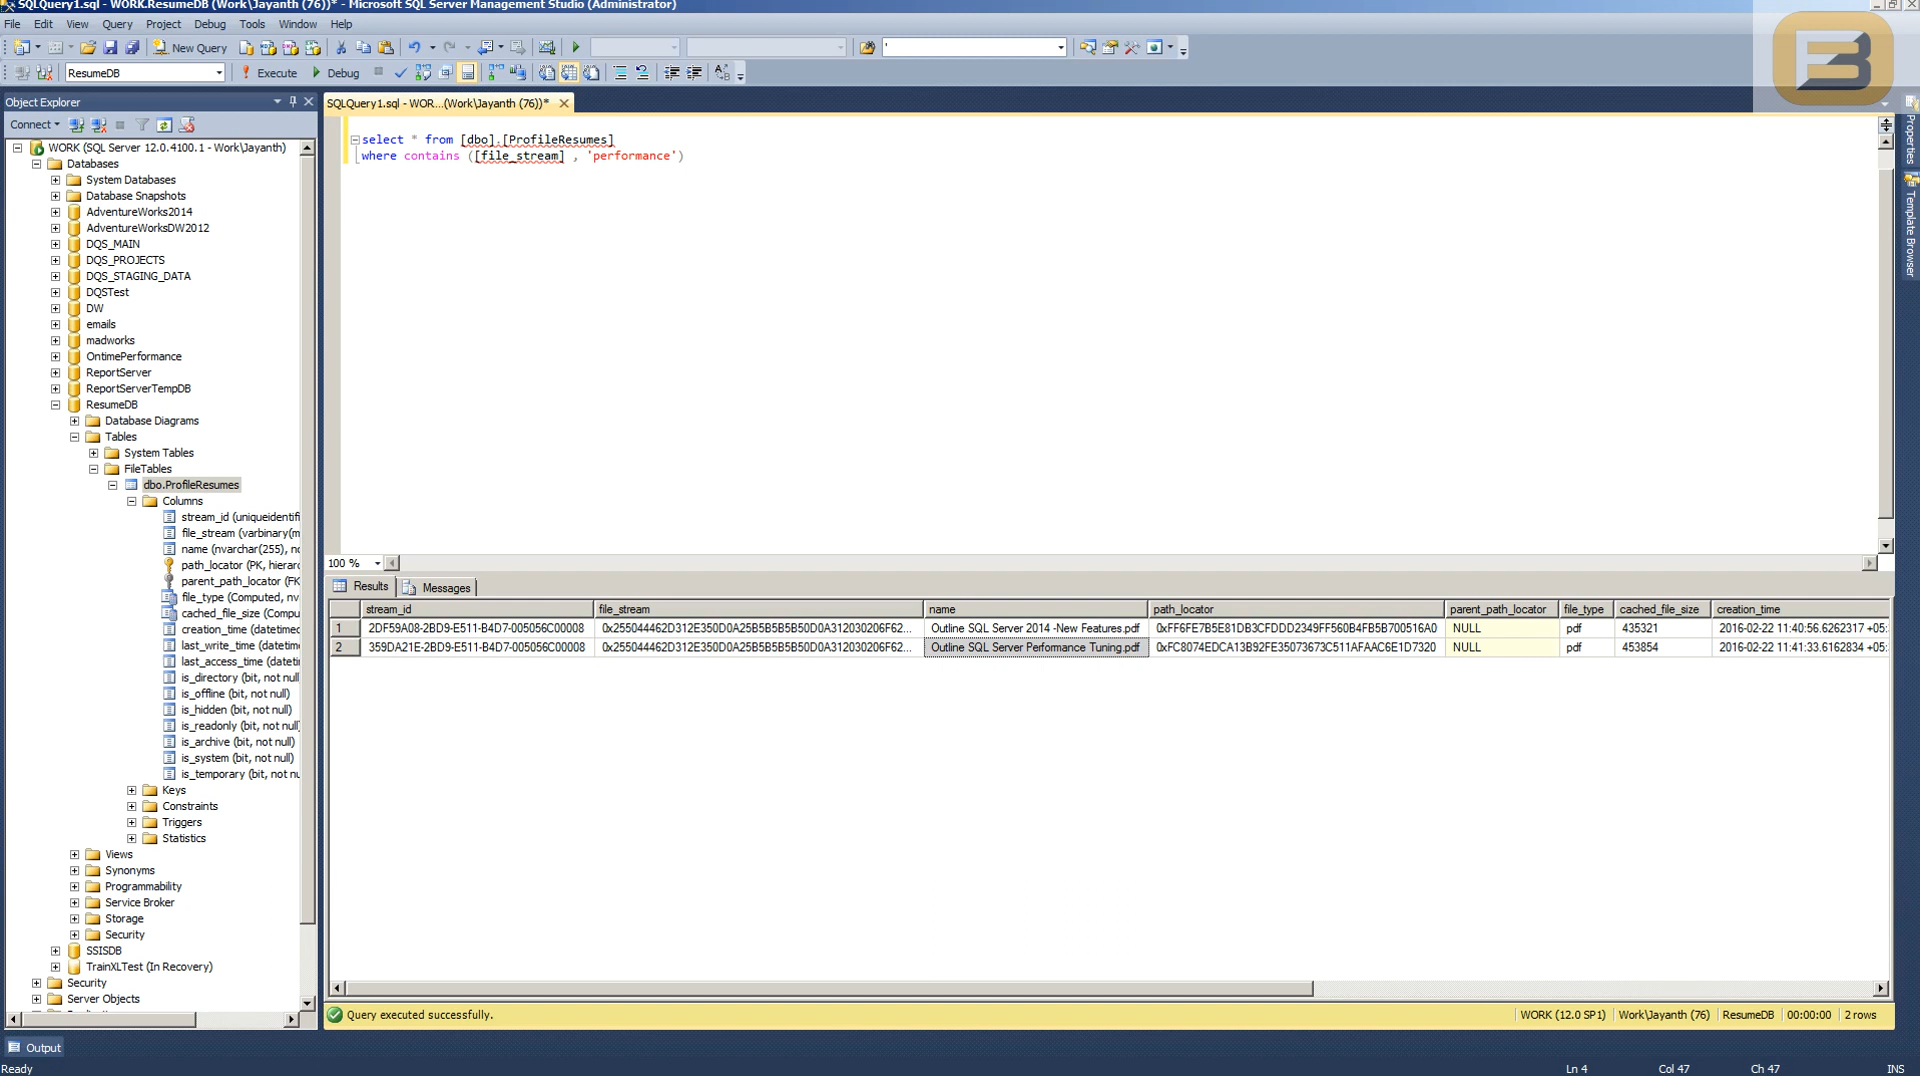 SQLQuery1.sql - WORK.ResumeDB (Work\Jayanth (76))* - Microsoft SQL Server Management Studio (Administrator)
File Edit View Query Project Debug Tools Window Help
New Query
'
ResumeDB Execute Debug
Object Explorer
Connect
WORK (SQL Server 12.0.4100.1 - Work\Jayanth)
Databases
System Databases
Database Snapshots
AdventureWorks2014
AdventureWorksDW2012
DQS_MAIN
DQS_PROJECTS
DQS_STAGING_DATA
DQSTest
DW
emails
madworks
OntimePerformance
ReportServer
ReportServerTempDB
ResumeDB
Database Diagrams
Tables
System Tables
FileTables
dbo.ProfileResumes
Columns
stream_id (uniqueidentifi
file_stream (varbinary(m
name (nvarchar(255), no
path_locator (PK, hierarc
parent_path_locator (FK
file_type (Computed, nv
cached_file_size (Compu
creation_time (datetimeo
last_write_time (datetim
last_access_time (datetin
is_directory (bit, not null
is_offline (bit, not null)
is_hidden (bit, not null)
is_readonly (bit, not null)
is_archive (bit, not null)
is_system (bit, not null)
is_temporary (bit, not nu
Keys
Constraints
Triggers
Statistics
Views
Synonyms
Programmability
Service Broker
Storage
Security
SSISDB
TrainXLTest (In Recovery)
Security
Server Objects
SQLQuery1.sql - WOR...(Work\Jayanth (76))*
select * from [dbo].[ProfileResumes]
where contains ([file_stream] , 'performance')
100 %
Results Messages
stream_id file_stream name path_locator parent_path_locator file_type cached_file_size creation_time
1 2DF59A08-2BD9-E511-B4D7-005056C00008 0x255044462D312E350D0A25B5B5B5B50D0A312030206F62... Outline SQL Server 2014 -New Features.pdf 0xFF6FE7B5E81DB3CFDDD2349FF560B4FB5B700516A0 NULL pdf 435321 2016-02-22 11:40:56.6262317 +05:
2 359DA21E-2BD9-E511-B4D7-005056C00008 0x255044462D312E350D0A25B5B5B5B50D0A312030206F62... Outline SQL Server Performance Tuning.pdf 0xFC8074EDCA13B92FE35073673C511AFAAC6E1D7320 NULL pdf 453854 2016-02-22 11:41:33.6162834 +05:
Query executed successfully. WORK (12.0 SP1) Work\Jayanth (76) ResumeDB 00:00:00 2 rows
Properties
Template Browser
Output
Ready Ln 4 Col 47 Ch 47 INS